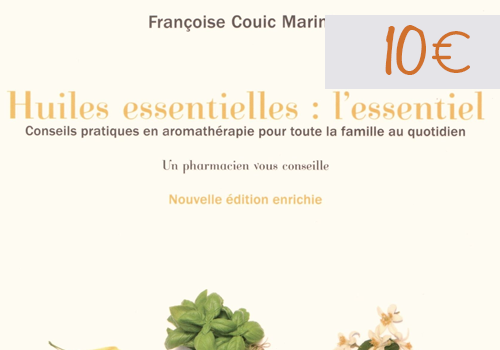 Françoise Couic Marin
10€
Huiles essentielles : l'essentiel
Conseils pratiques en aromathérapie pour toute la famille au quotidien
Un pharmacien vous conseille
Nouvelle édition enrichie